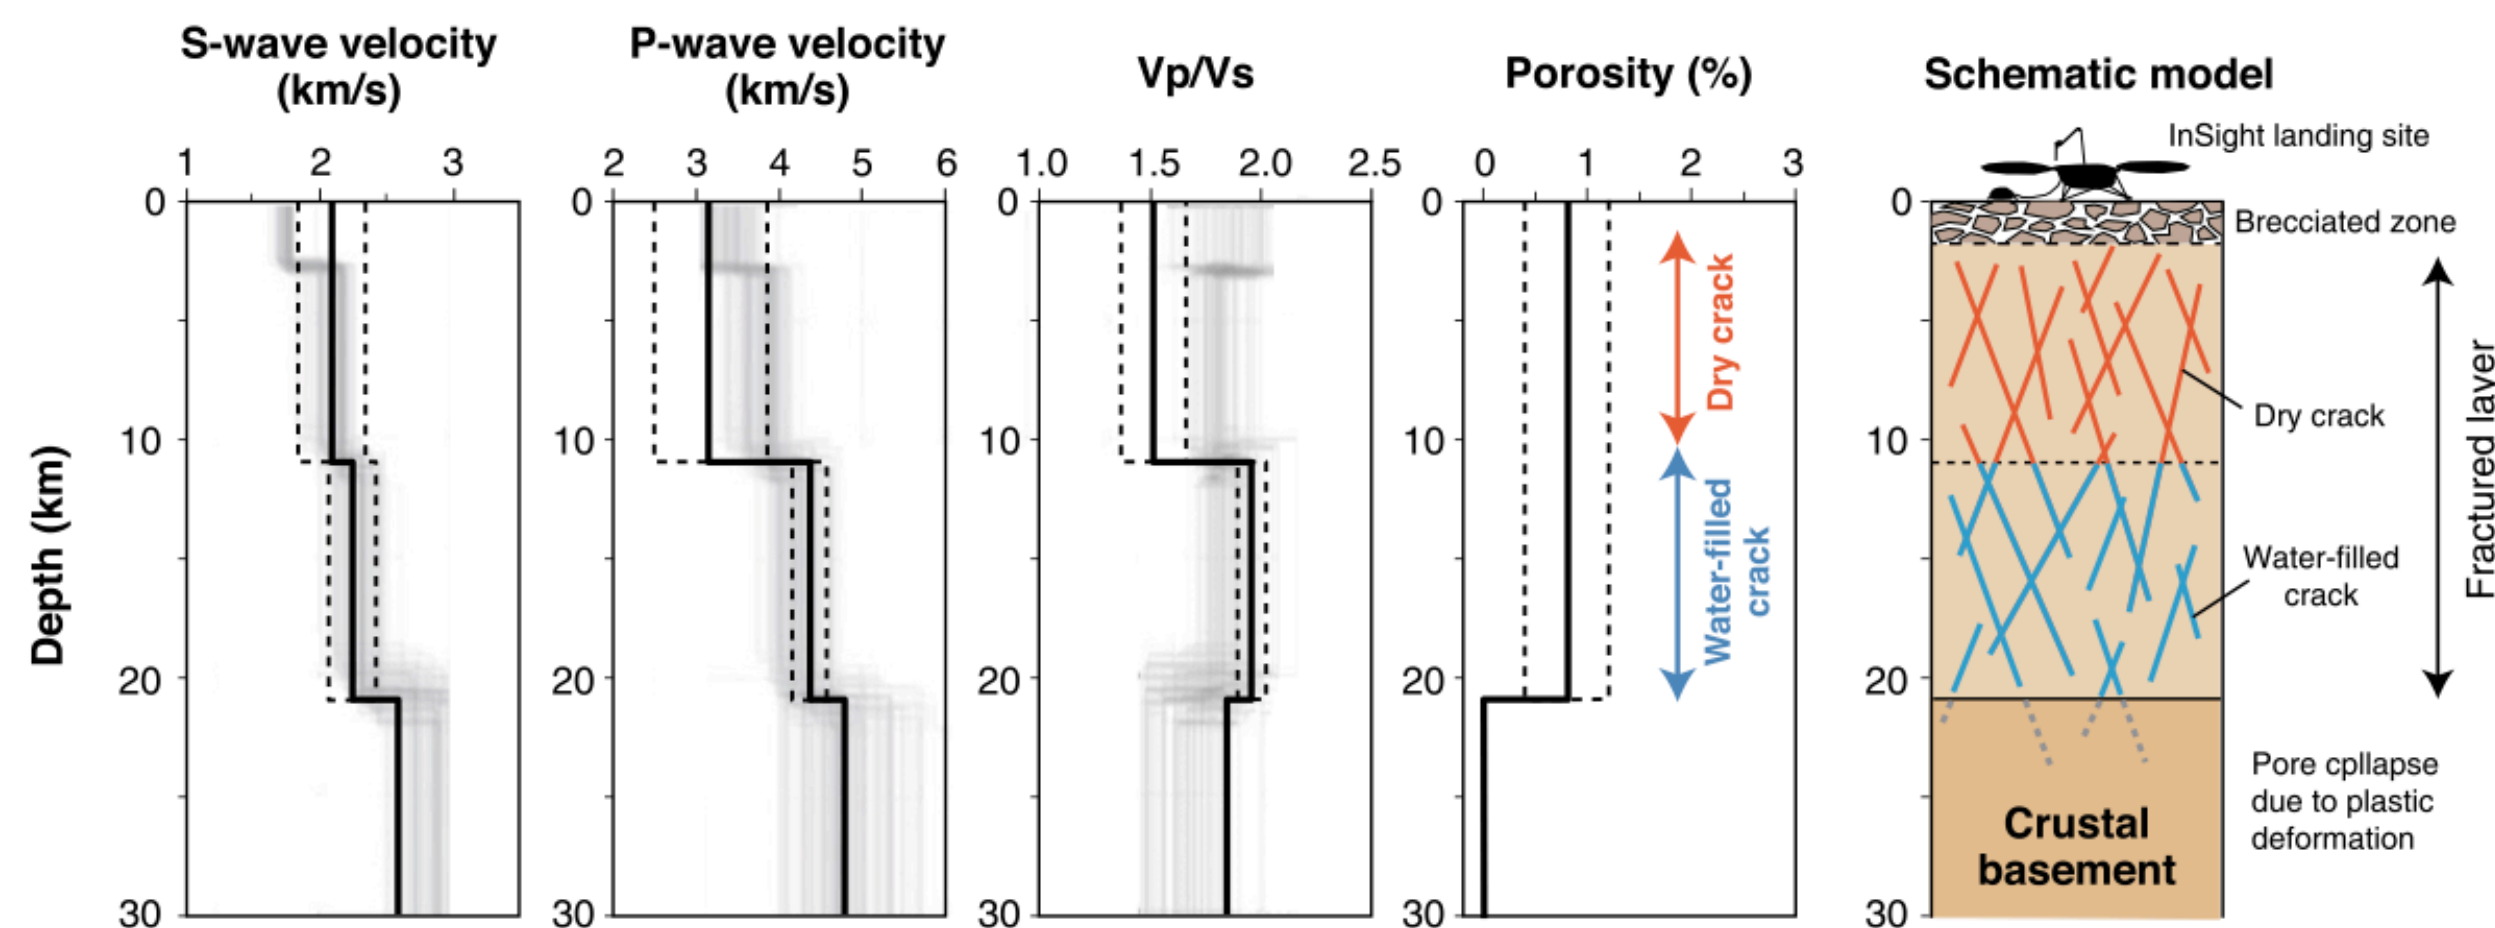 S-wave velocity
(km/s)
P-wave velocity
(km/s)
Vp/Vs
Porosity (%)
Schematic model
InSight landing site
1 2 3
2 3 4 5 6
1.0 1.5 2.0 2.5
0 1 2 3
0 0 0 0 0
Brecciated zone
Dry crack
Dry crack
Fractured layer
10 10 10 10 10
Depth (km)
Water-filled
crack
Water-filled
crack
20 20 20 20 20
Pore cpllapse
due to plastic
deformation
Crustal
basement
30 30 30 30 30